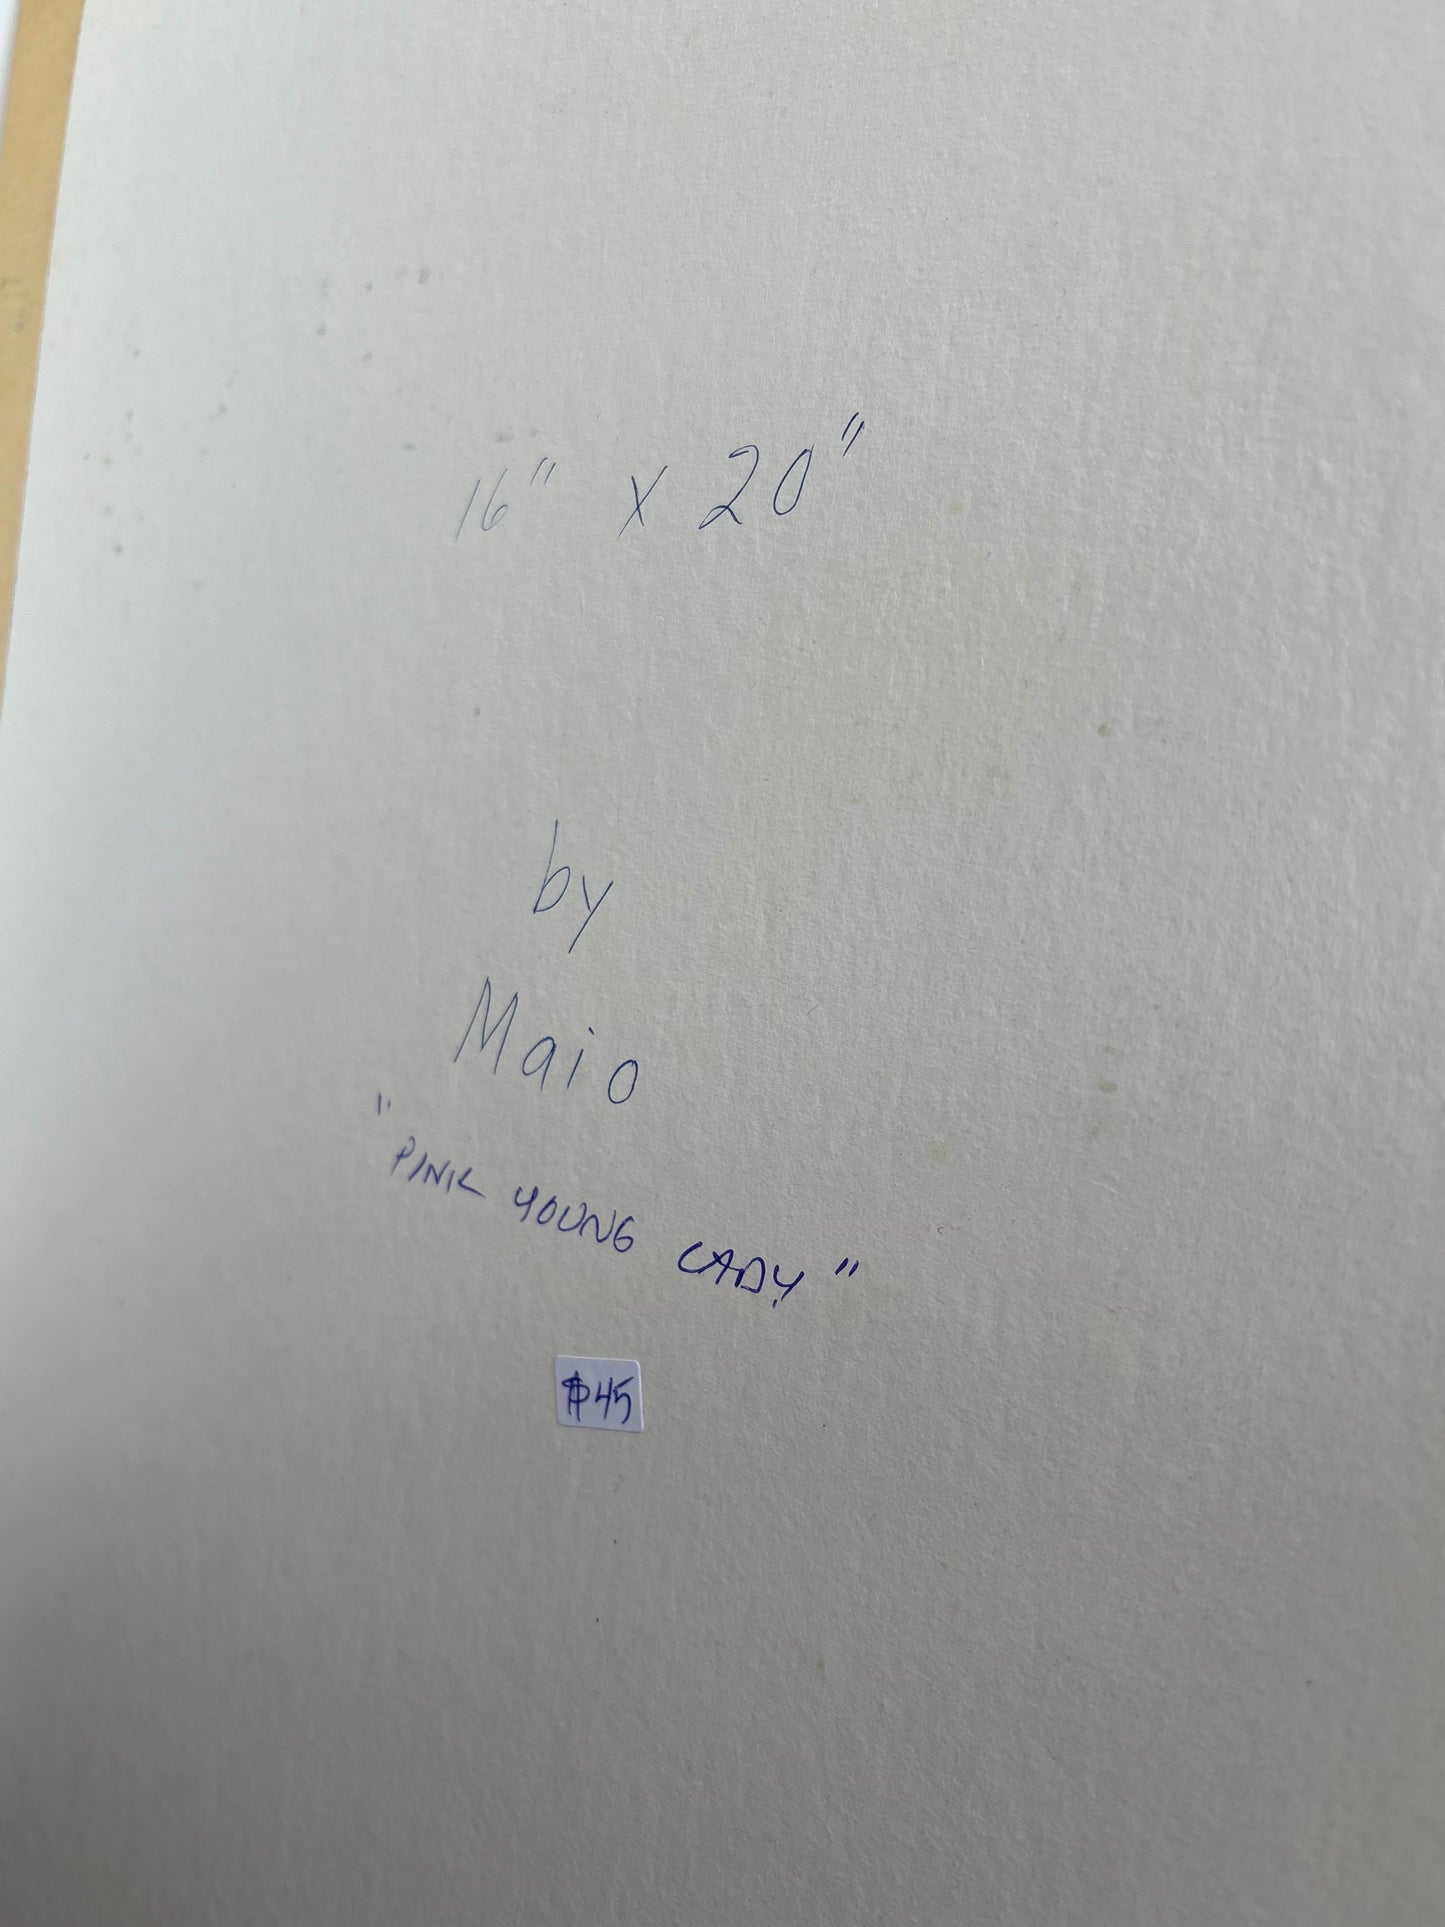 16" x 20"
by
Maio
"PINK YOUNG LADY"
$45